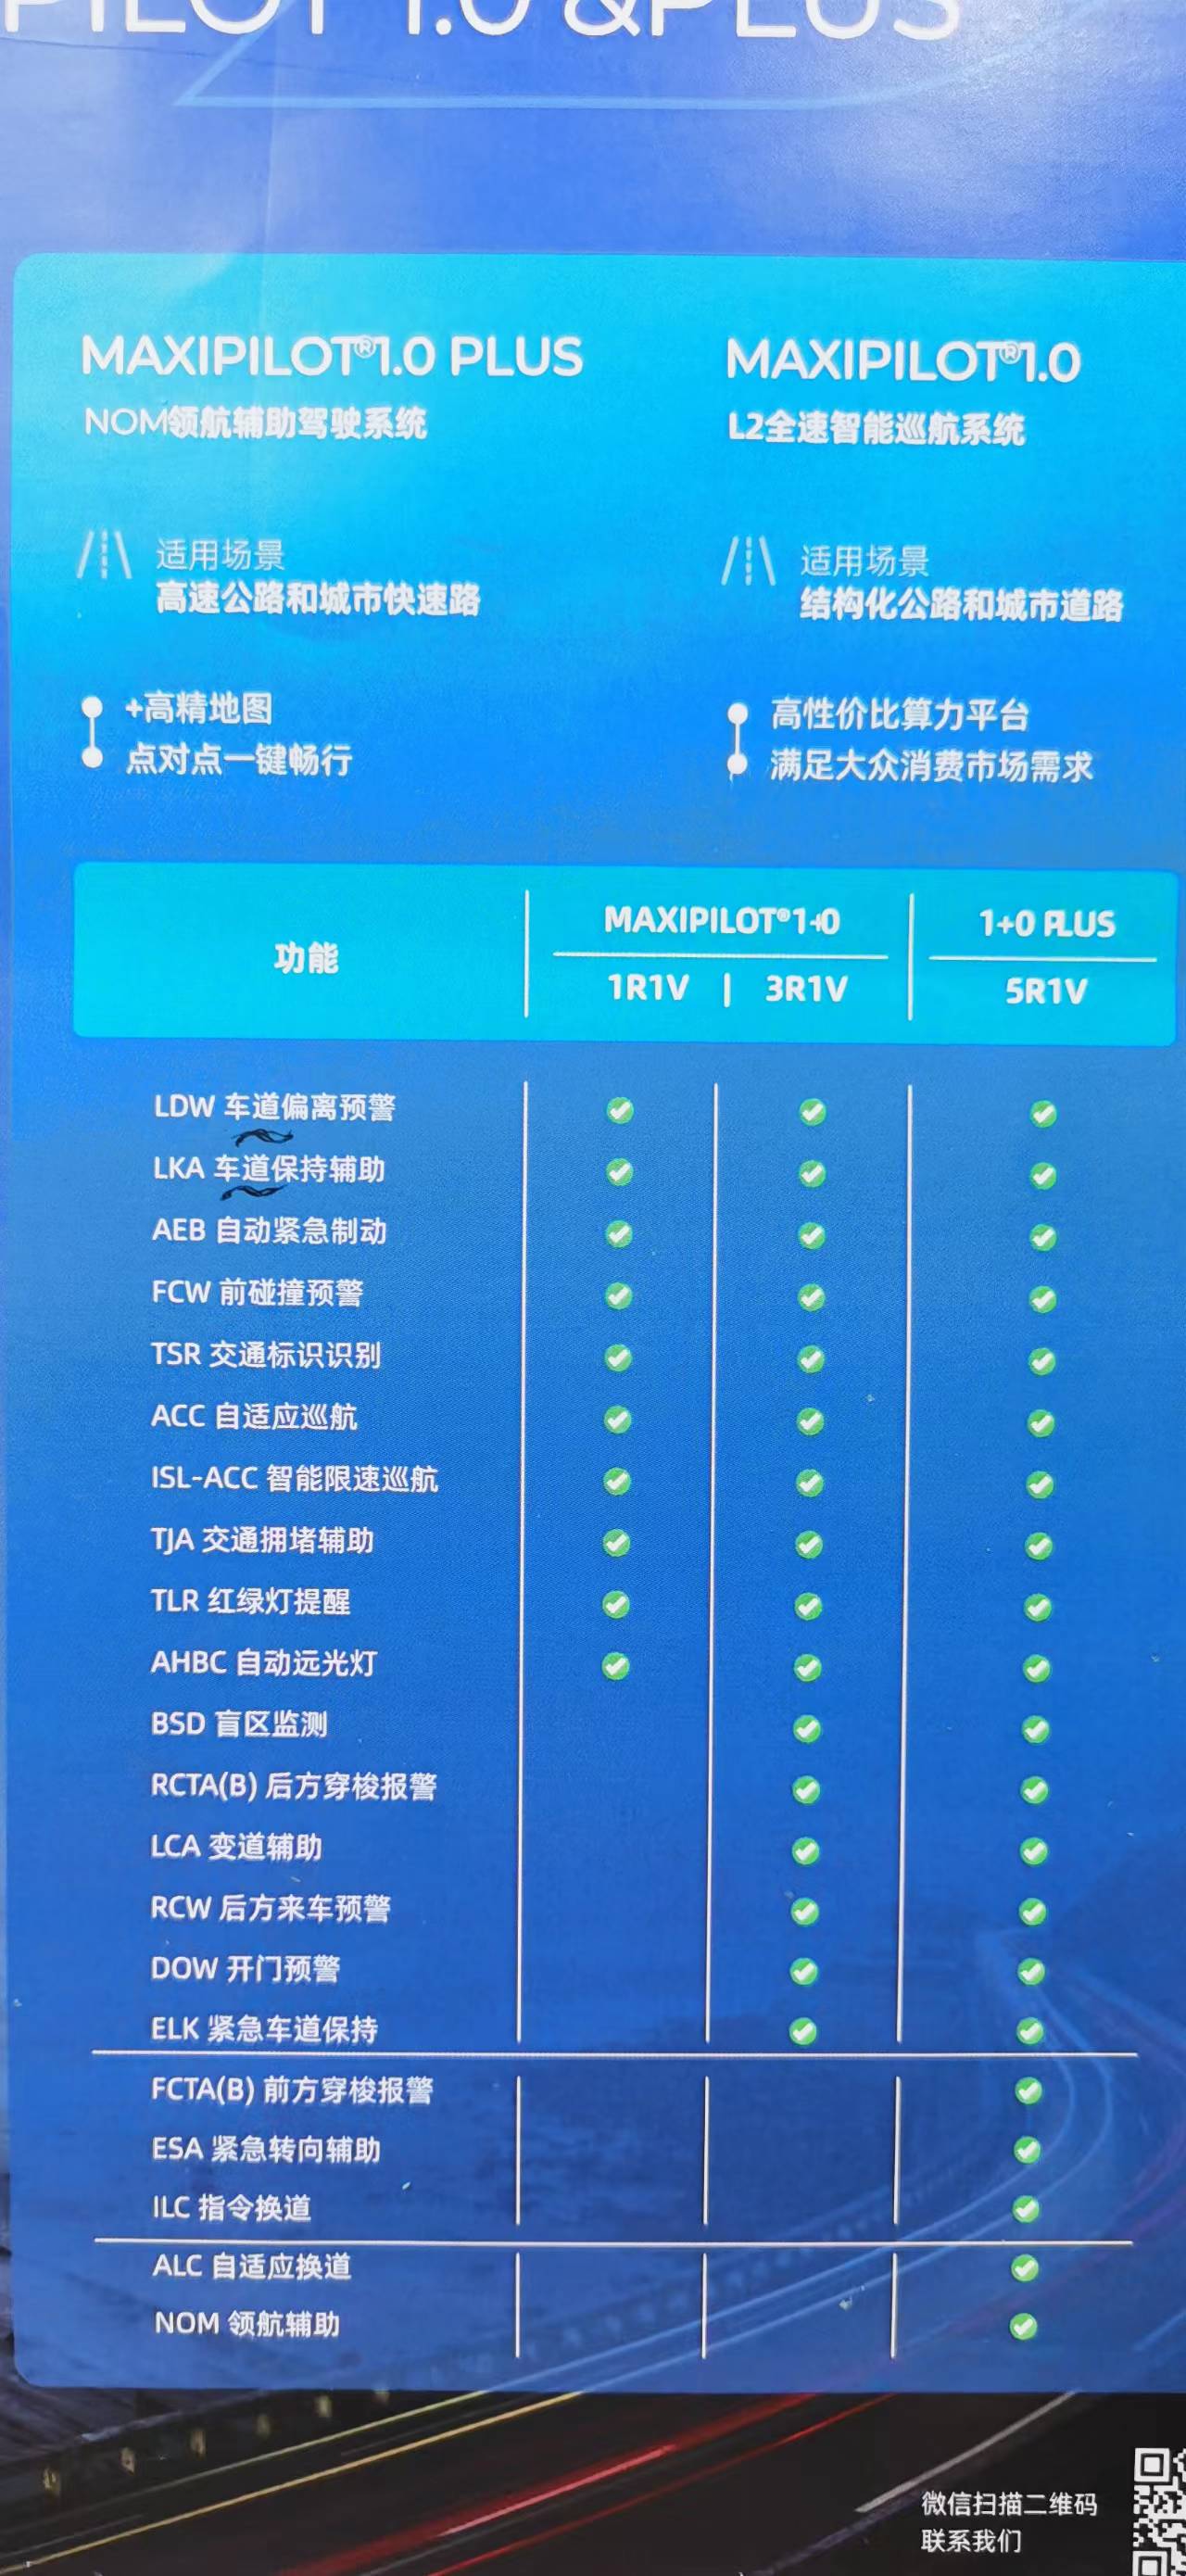 PILOT 1.0 &PLUS
MAXIPILOT®1.0 PLUS
NOM领航辅助驾驶系统
适用场景
高速公路和城市快速路
+高精地图
点对点一键畅行
MAXIPILOT®1.0
L2全速智能巡航系统
适用场景
结构化公路和城市道路
高性价比算力平台
满足大众消费市场需求
功能
MAXIPILOT®1+0
1R1V | 3R1V
1+0 PLUS
5R1V
LDW 车道偏离预警
LKA 车道保持辅助
AEB 自动紧急制动
FCW 前碰撞预警
TSR 交通标识识别
ACC 自适应巡航
ISL-ACC 智能限速巡航
TJA 交通拥堵辅助
TLR 红绿灯提醒
AHBC 自动远光灯
BSD 盲区监测
RCTA(B) 后方穿梭报警
LCA 变道辅助
RCW 后方来车预警
DOW 开门预警
ELK 紧急车道保持
FCTA(B) 前方穿梭报警
ESA 紧急转向辅助
ILC 指令换道
ALC 自适应换道
NOM 领航辅助
微信扫描二维码
联系我们